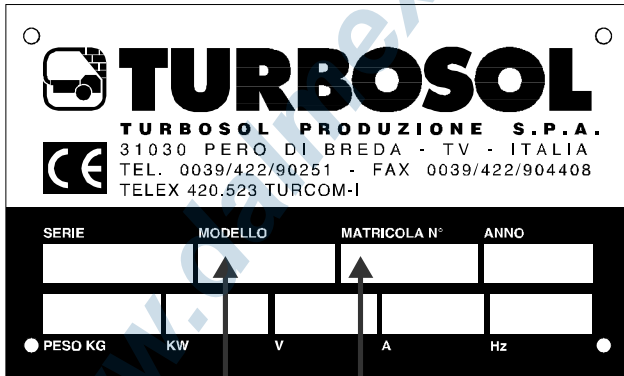 TURBOSOL
TURBOSOL PRODUZIONE S.P.A.
31030 PERO DI BREDA - TV - ITALIA
CE TEL. 0039/422/90251 - FAX 0039/422/904408
TELEX 420.523 TURCOM-I
SERIE MODELLO MATRICOLA N° ANNO
PESO KG KW V A Hz